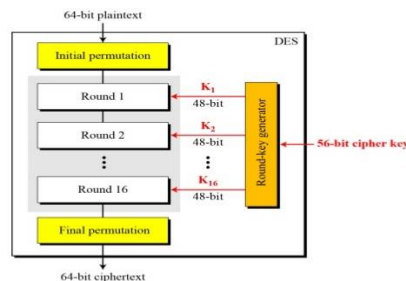 64-bit plaintext
DES
Initial permutation
Round 1
K1
48-bit
Round 2
K2
48-bit
Round-key generator
56-bit cipher key
Round 16
K16
48-bit
Final permutation
64-bit ciphertext